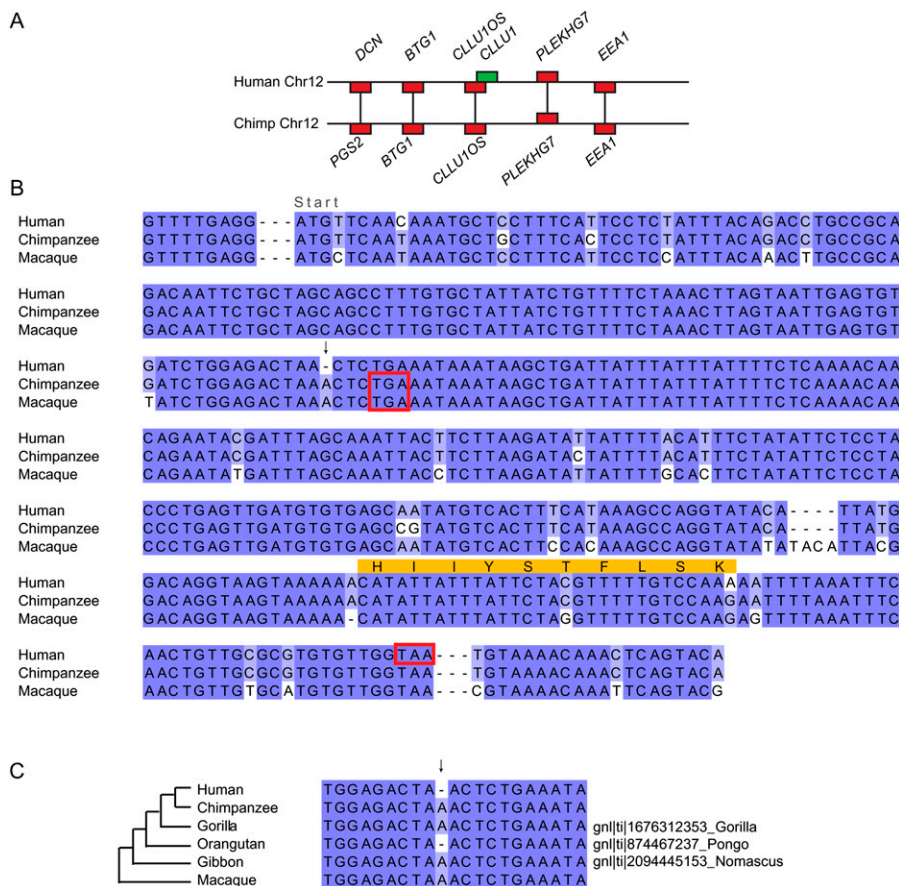 A
DCN BTG1 CLLU1OS CLLU1 PLEKHG7 EEA1
Human Chr12
Chimp Chr12
PGS2 BTG1 CLLU1OS PLEKHG7 EEA1
B
Start
Human GTTTTGAGG---ATGTTCAACAAATGCTCCTTTCATTCCTCTATTTACAGACCTGCCGCA
Chimpanzee GTTTTGAGG---ATGTTCAATAAATGCTGCTTTCACTCCTCTATTTACAGACCTGCCGCA
Macaque GTTTTGAGG---ATGCTCAATAAATGCTCCTTTCATTCCTCCATTTACAAACTTGCCGCA
Human GACAATTCTGCTAGCAGCCTTTGTGCTATTATCTGTTTTCTAAACTTAGTAATTGAGTGT
Chimpanzee GACAATTCTGCTAGCAGCCTTTGTGCTATTATCTGTTTTCTAAACTTAGTAATTGAGTGT
Macaque GACAATTCTGCTAGCAGCCTTTGTGCTATTATCTGTTTTCTAAACTTAGTAATTGAGTGT
↓
Human GATCTGGAGACTAA-CTCTGAAATAAATAAGCTGATTATTTATTTATTTTCTCAAAACAA
Chimpanzee GATCTGGAGACTAAACTCTGAAATAAATAAGCTGATTATTTATTTATTTTCTCAAAACAA
Macaque TATCTGGAGACTAAACTCTGAAATAAATAAGCTGATTATTTATTTATTTTCTCAAAACAA
Human CAGAATACGATTTAGCAAATTACTTCTTAAGATATTATTTTACATTTCTATATTCTCCTA
Chimpanzee CAGAATACGATTTAGCAAATTACTTCTTAAGATACTATTTTACATTTCTATATTCTCCTA
Macaque CAGAATATGATTTAGCAAATTACCTCTTAAGATATTATTTTGCACTTCTATATTCTCCTA
Human CCCTGAGTTGATGTGTGAGCAATATGTCACTTTCATAAAGCCAGGTATACA----TTATG
Chimpanzee CCCTGAGTTGATGTGTGAGCCGTATGTCACTTTCATAAAGCCAGGTATACA----TTATG
Macaque CCCTGAGTTGATGTGTGAGCAATATGTCACTTCCACAAAGCCAGGTATATATACATTACG
H I I Y S T F L S K
Human GACAGGTAAGTAAAAAACATATTATTTATTCTACGTTTTTGTCCAAAAATTTTAAATTTC
Chimpanzee GACAGGTAAGTAAAAAACATATTATTTATTCTACGTTTTTGTCCAAGAATTTTAAATTTC
Macaque GACAGGTAAGTAAAAA-CATATTATTTATTCTAGGTTTTTGTCCAAGAGTTTTAAATTTC
Human AACTGTTGCGCGTGTGTTGGTAA---TGTAAAACAAACTCAGTACA
Chimpanzee AACTGTTGCGCGTGTGTTGGTAA---TGTAAAACAAACTCAGTACA
Macaque AACTGTTGTGCATGTGTTGGTAA---CGTAAAACAAATTCAGTACG
C
↓
Human TGGAGACTA-ACTCTGAAATA
Chimpanzee TGGAGACTAAACTCTGAAATA
Gorilla TGGAGACTAAACTCTGAAATA gnl|ti|1676312353_Gorilla
Orangutan TGGAGACTA-ACTCTGAAATA gnl|ti|874467237_Pongo
Gibbon TGGAGACTAAACTCTGAAATA gnl|ti|2094445153_Nomascus
Macaque TGGAGACTAAACTCTGAAATA